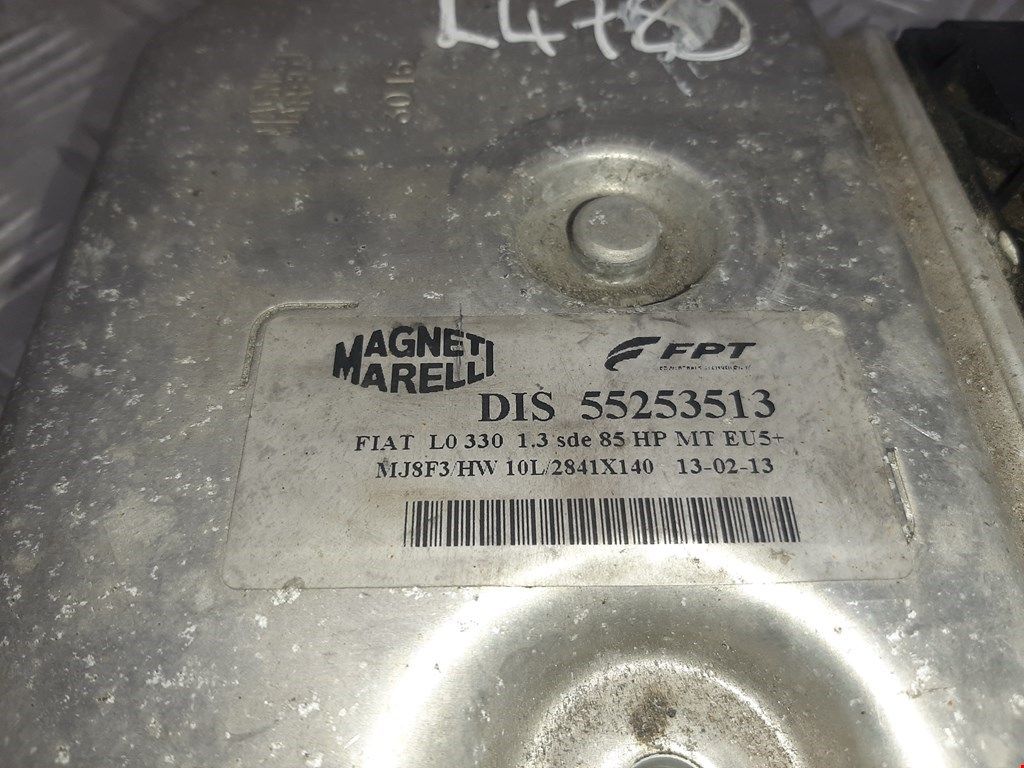 L478
MAGNETI
MARELLI
FPT
DIS 55253513
FIAT L0 330 1.3 sde 85 HP MT EU5+
MJ8F3/HW 10L/2841X140 13-02-13